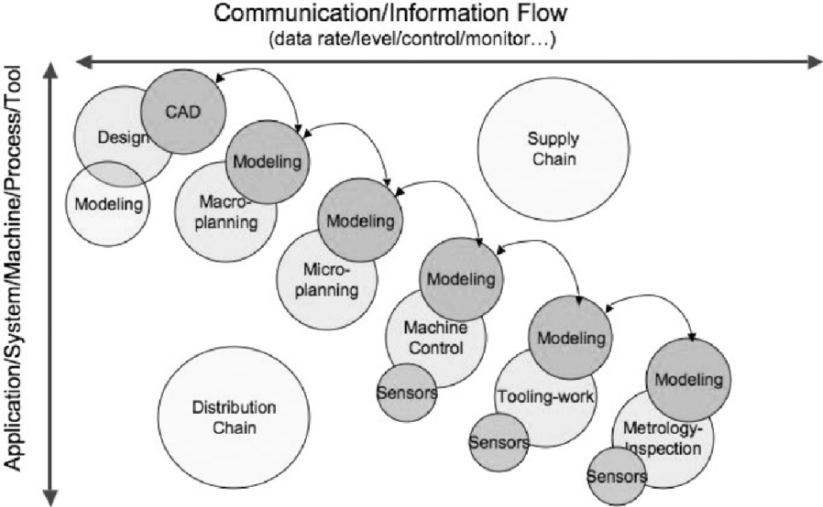 Communication/Information Flow
(data rate/level/control/monitor…)
Application/System/Machine/Process/Tool
Design
CAD
Modeling
Modeling
Macro-
planning
Modeling
Micro-
planning
Supply
Chain
Modeling
Machine
Control
Sensors
Distribution
Chain
Modeling
Tooling-work
Sensors
Modeling
Metrology-
Inspection
Sensors